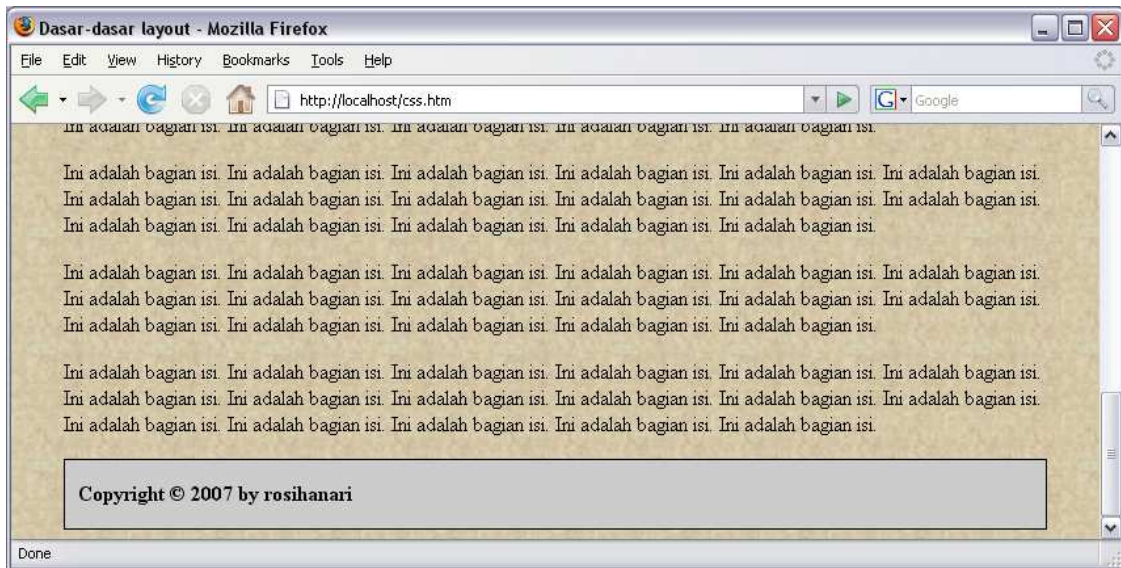 Dasar-dasar layout - Mozilla Firefox
File Edit View History Bookmarks Tools Help
http://localhost/css.htm
G Google
Ini adalah bagian isi. Ini adalah bagian isi. Ini adalah bagian isi. Ini adalah bagian isi. Ini adalah bagian isi.
Ini adalah bagian isi. Ini adalah bagian isi. Ini adalah bagian isi. Ini adalah bagian isi. Ini adalah bagian isi. Ini adalah bagian isi.
Ini adalah bagian isi. Ini adalah bagian isi. Ini adalah bagian isi. Ini adalah bagian isi. Ini adalah bagian isi. Ini adalah bagian isi.
Ini adalah bagian isi. Ini adalah bagian isi. Ini adalah bagian isi. Ini adalah bagian isi. Ini adalah bagian isi.
Ini adalah bagian isi. Ini adalah bagian isi. Ini adalah bagian isi. Ini adalah bagian isi. Ini adalah bagian isi. Ini adalah bagian isi.
Ini adalah bagian isi. Ini adalah bagian isi. Ini adalah bagian isi. Ini adalah bagian isi. Ini adalah bagian isi. Ini adalah bagian isi.
Ini adalah bagian isi. Ini adalah bagian isi. Ini adalah bagian isi. Ini adalah bagian isi. Ini adalah bagian isi.
Ini adalah bagian isi. Ini adalah bagian isi. Ini adalah bagian isi. Ini adalah bagian isi. Ini adalah bagian isi. Ini adalah bagian isi.
Ini adalah bagian isi. Ini adalah bagian isi. Ini adalah bagian isi. Ini adalah bagian isi. Ini adalah bagian isi. Ini adalah bagian isi.
Ini adalah bagian isi. Ini adalah bagian isi. Ini adalah bagian isi. Ini adalah bagian isi. Ini adalah bagian isi.
Copyright © 2007 by rosihanari
Done